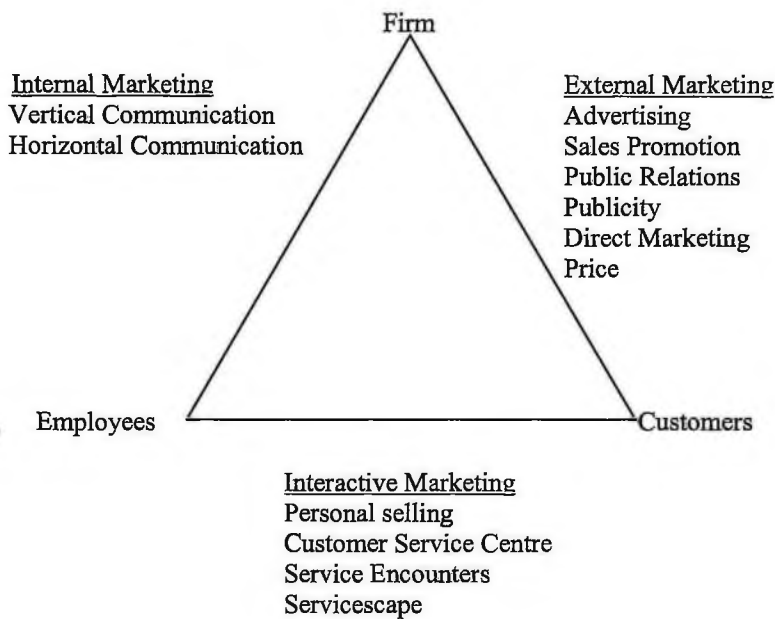 Firm
Internal Marketing
Vertical Communication
Horizontal Communication
External Marketing
Advertising
Sales Promotion
Public Relations
Publicity
Direct Marketing
Price
Employees
Customers
Interactive Marketing
Personal selling
Customer Service Centre
Service Encounters
Servicescape